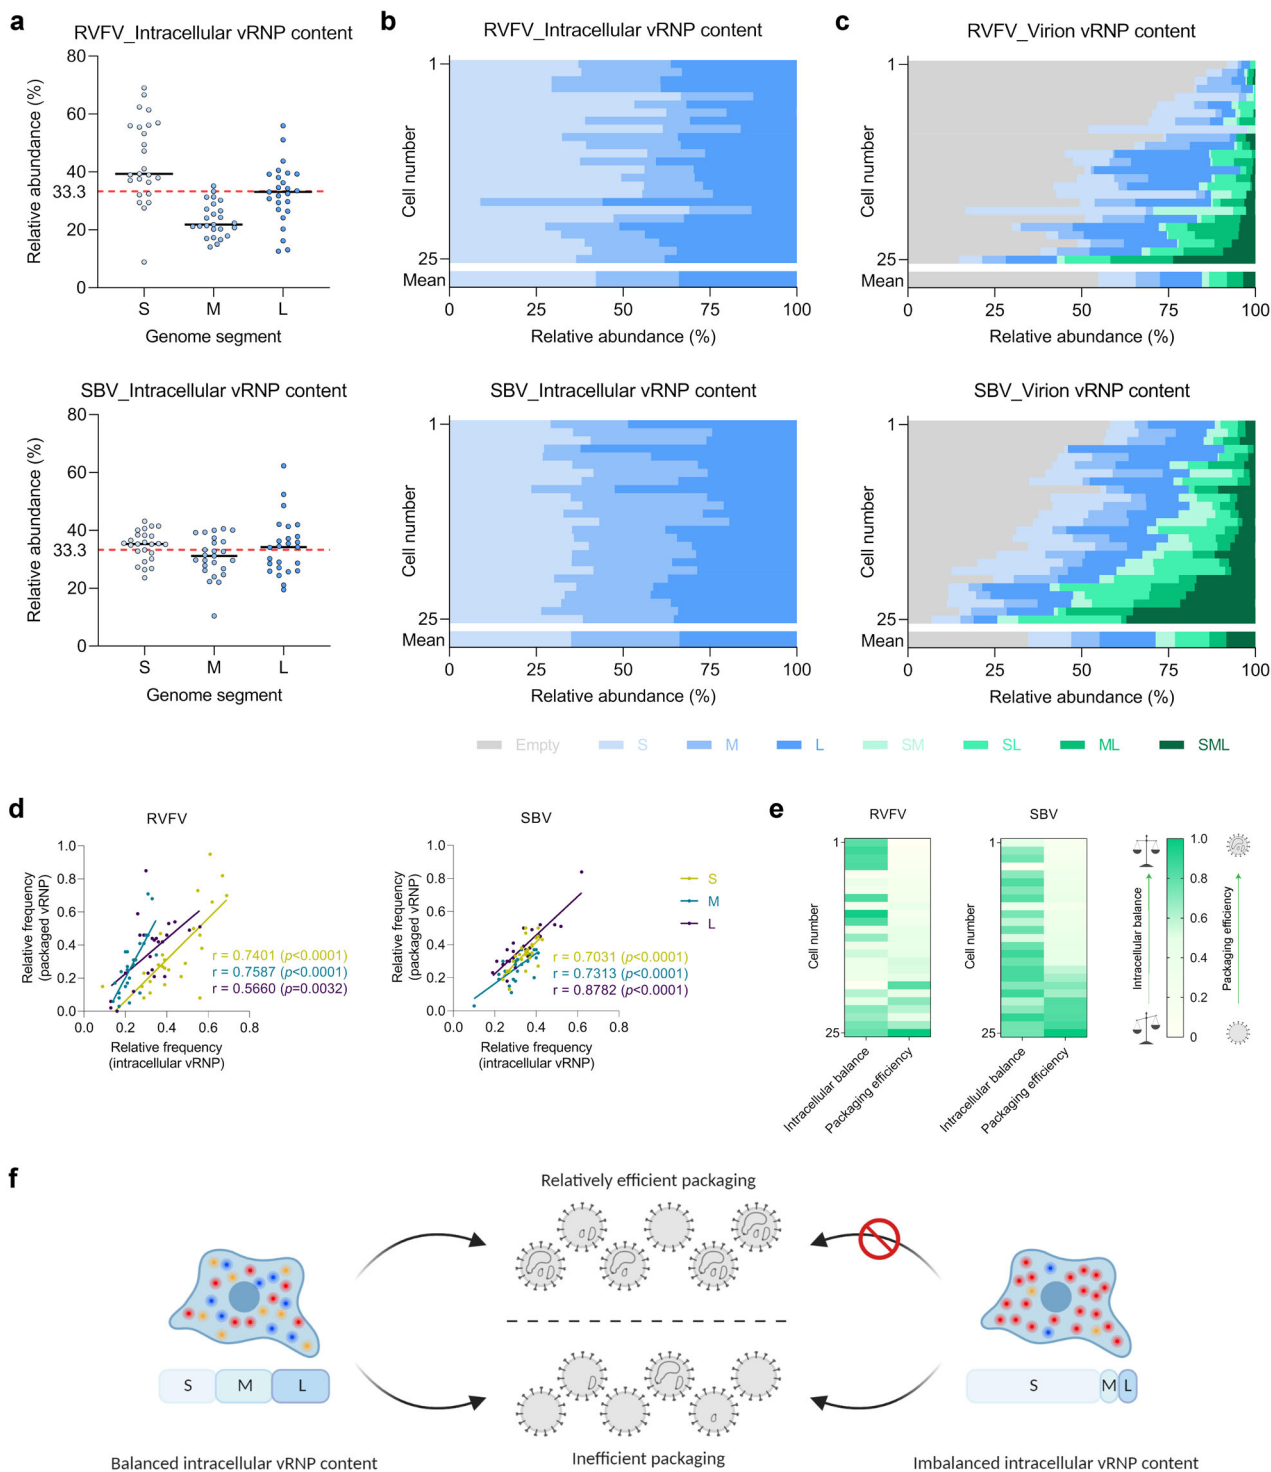 a
RVFV_Intracellular vRNP content
Relative abundance (%)
80
60
40
33.3
20
0
S M L
Genome segment
b
RVFV_Intracellular vRNP content
Cell number
1
25
Mean
0 25 50 75 100
Relative abundance (%)
c
RVFV_Virion vRNP content
Cell number
1
25
Mean
0 25 50 75 100
Relative abundance (%)
SBV_Intracellular vRNP content
Relative abundance (%)
80
60
40
33.3
20
0
S M L
Genome segment
SBV_Intracellular vRNP content
Cell number
1
25
Mean
0 25 50 75 100
Relative abundance (%)
SBV_Virion vRNP content
Cell number
1
25
Mean
0 25 50 75 100
Relative abundance (%)
Empty S M L SM SL ML SML
d
RVFV
Relative frequency
(packaged vRNP)
1.0
0.8
0.6
0.4
0.2
0.0
r = 0.7401 (p<0.0001)
r = 0.7587 (p<0.0001)
r = 0.5660 (p=0.0032)
0.0 0.2 0.4 0.6 0.8
Relative frequency
(intracellular vRNP)
SBV
Relative frequency
(packaged vRNP)
1.0
0.8
0.6
0.4
0.2
0.0
r = 0.7031 (p<0.0001)
r = 0.7313 (p<0.0001)
r = 0.8782 (p<0.0001)
0.0 0.2 0.4 0.6 0.8
Relative frequency
(intracellular vRNP)
S
M
L
e
RVFV
Cell number
1
25
Intracellular balance
Packaging efficiency
SBV
Cell number
1
25
Intracellular balance
Packaging efficiency
Intracellular balance
1.0
0.8
0.6
0.4
0.2
0
Packaging efficiency
f
Relatively efficient packaging
S M L
Balanced intracellular vRNP content
Inefficient packaging
S M L
Imbalanced intracellular vRNP content